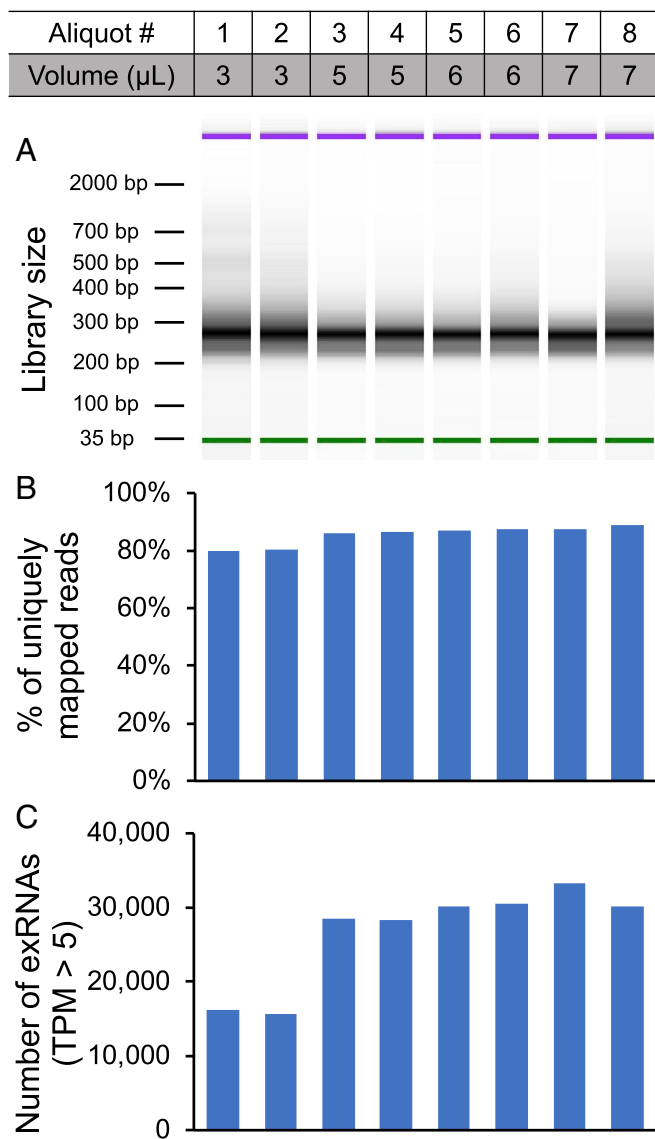 Aliquot # 1 2 3 4 5 6 7 8
Volume (µL) 3 3 5 5 6 6 7 7
A
Library size
2000 bp
700 bp
500 bp
400 bp
300 bp
200 bp
100 bp
35 bp
B
% of uniquely
mapped reads
100%
80%
60%
40%
20%
0%
C
Number of exRNAs
(TPM > 5)
40,000
30,000
20,000
10,000
0